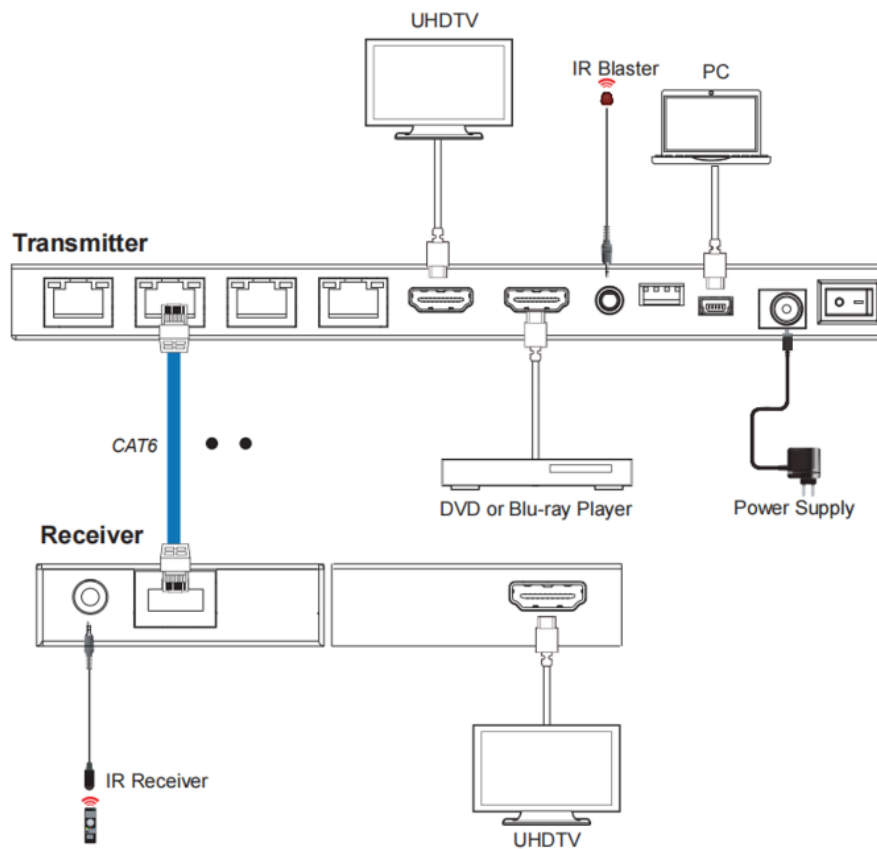 UHDTV
IR Blaster
PC
Transmitter
CAT6
DVD or Blu-ray Player
Power Supply
Receiver
IR Receiver
UHDTV